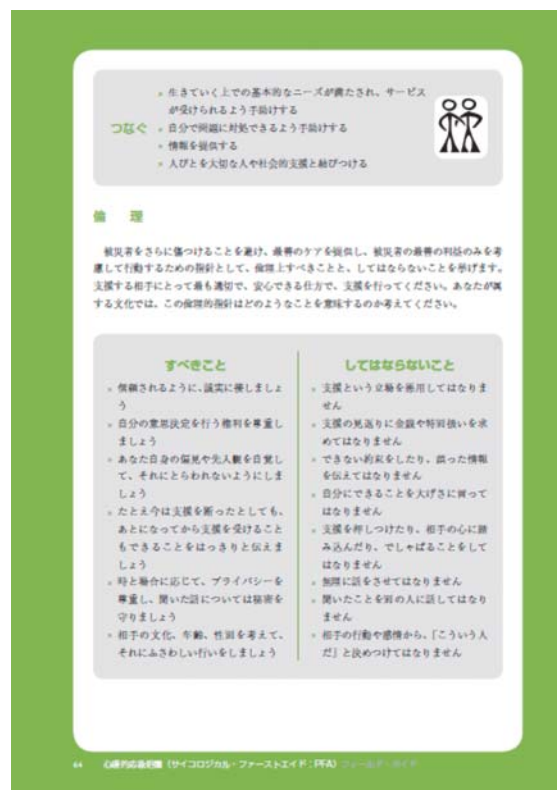 ・生きていく上での基本的なニーズが満たされ、サービス
が受けられるよう手助けする
つなぐ
・自分で問題に対処できるよう手助けする
・情報を提供する
・人びとを大切な人や社会的支援と結びつける
倫 理
被災者をさらに傷つけることを避け、最善のケアを提供し、被災者の最善の利益のみを考
慮して行動するための指針として、倫理上すべきことと、してはならないことを挙げます。
支援する相手にとって最も適切で、安心できる仕方で、支援を行ってください。あなたが属
する文化では、この倫理的指針はどのようなことを意味するのか考えてください。
すべきこと
・信頼されるように、誠実に接しましょ
う
・自分の意思決定を行う権利を尊重し
ましょう
・あなた自身の偏見や先入観を自覚し
て、それにとらわれないようにしま
しょう
・たとえ今は支援を断ったとしても、
あとになってから支援を受けること
もできることをはっきりと伝えま
しょう
・時と場合に応じて、プライバシーを
尊重し、聞いた話については秘密を
守りましょう
・相手の文化、年齢、性別を考えて、
それにふさわしい行いをしましょう
してはならないこと
・支援という立場を悪用してはなりま
せん
・支援の見返りに金銭や特別扱いを求
めてはなりません
・できない約束をしたり、誤った情報
を伝えてはなりません
・自分にできることを大げさに言って
はなりません
・支援を押しつけたり、相手の心に踏
み込んだり、でしゃばることをして
はなりません
・無理に話をさせてはなりません
・聞いたことを別の人に話してはなり
ません
・相手の行動や感情から、「こういう人
だ」と決めつけてはなりません
64 心理的応急処置（サイコロジカル・ファーストエイド：PFA）フィールド・ガイド